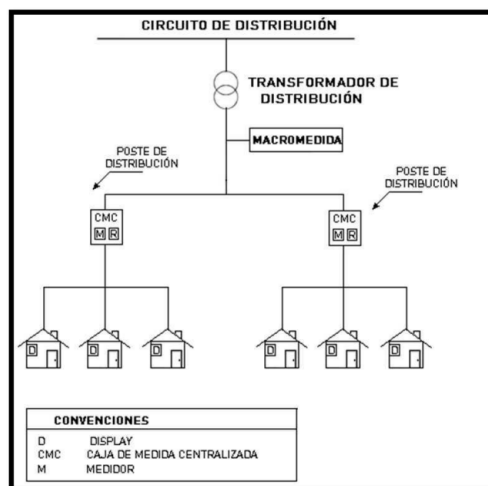 CIRCUITO DE DISTRIBUCIÓN
TRANSFORMADOR DE
DISTRIBUCIÓN
MACROMEDIDA
POSTE DE
DISTRIBUCIÓN
POSTE DE
DISTRIBUCIÓN
CMC
M R
CMC
M R
D D D D D D
CONVENCIONES
D DISPLAY
CMC CAJA DE MEDIDA CENTRALIZADA
M MEDIDOR